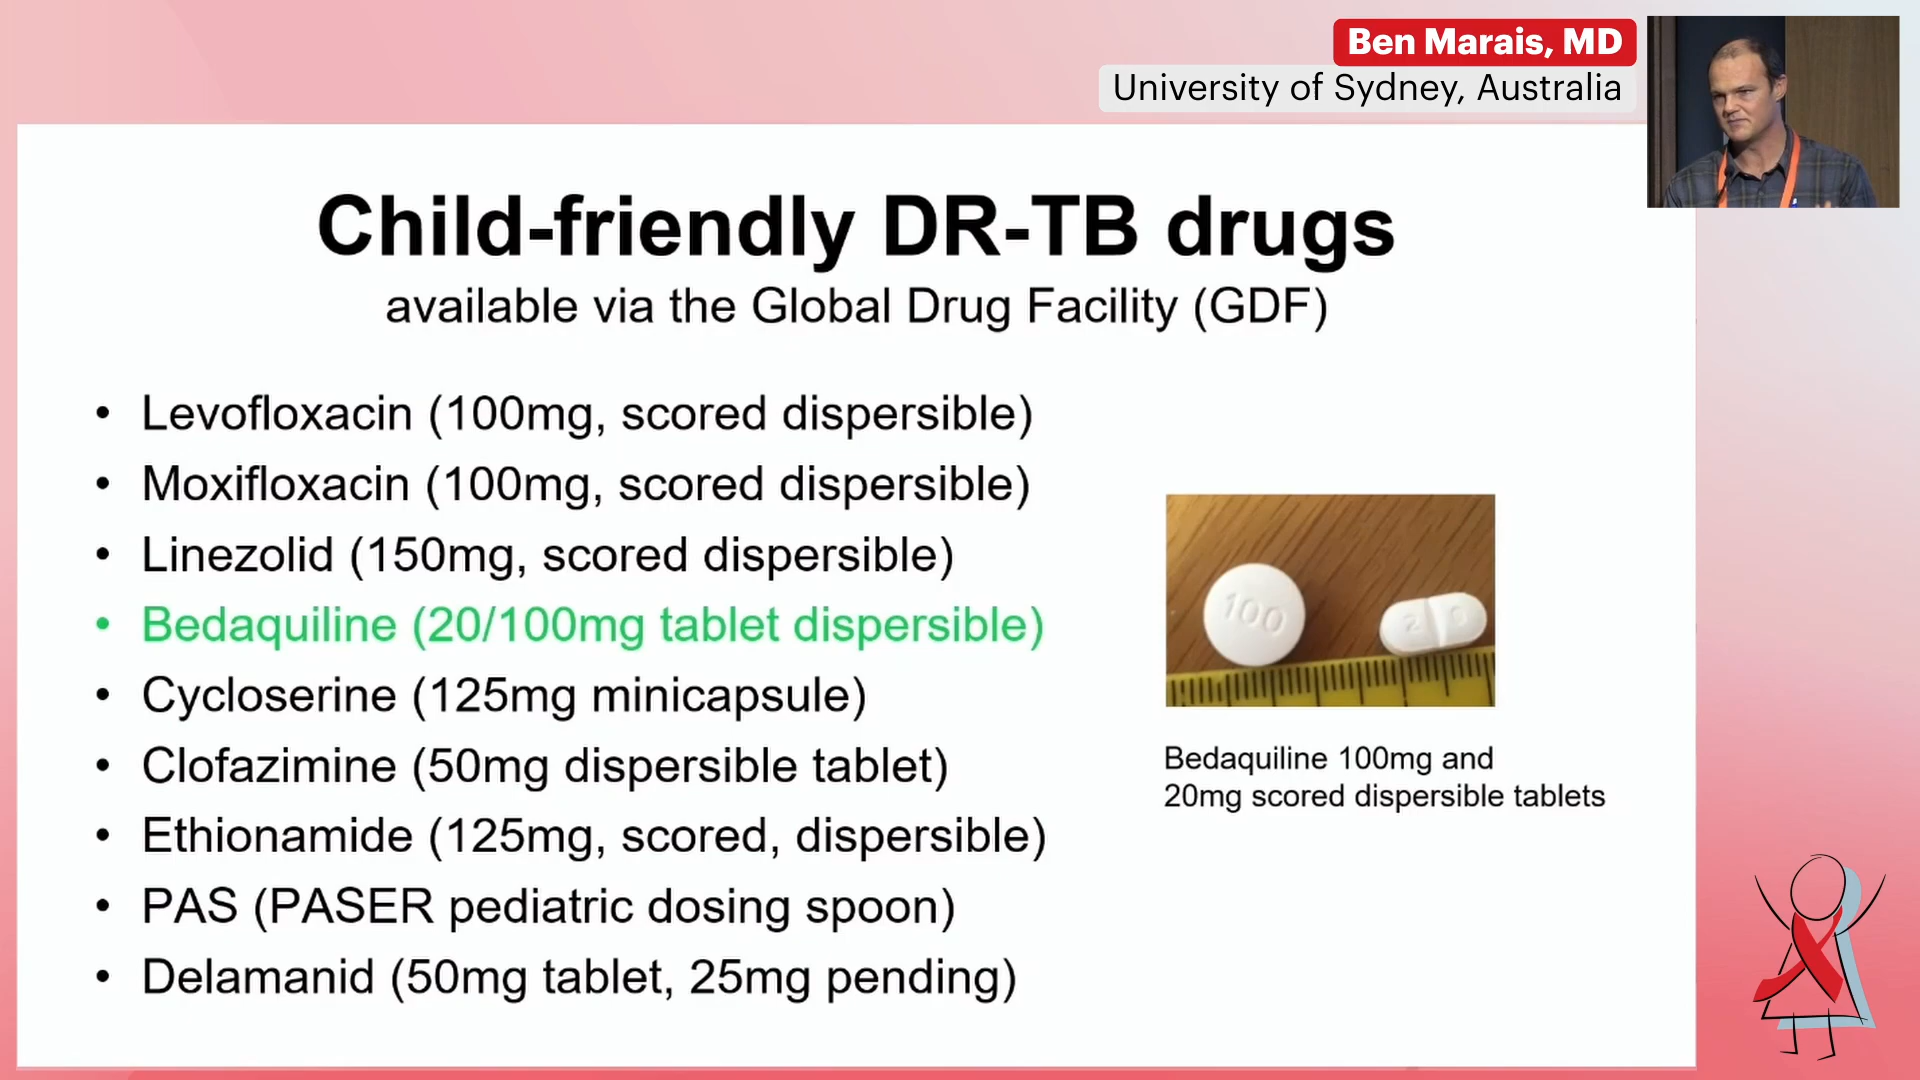 Ben Marais, MD
University of Sydney, Australia
Child-friendly DR-TB drugs
available via the Global Drug Facility (GDF)
• Levofloxacin (100mg, scored dispersible)
• Moxifloxacin (100mg, scored dispersible)
• Linezolid (150mg, scored dispersible)
• Bedaquiline (20/100mg tablet dispersible)
• Cycloserine (125mg minicapsule)
• Clofazimine (50mg dispersible tablet)
• Ethionamide (125mg, scored, dispersible)
• PAS (PASER pediatric dosing spoon)
• Delamanid (50mg tablet, 25mg pending)
100
2 0
Bedaquiline 100mg and
20mg scored dispersible tablets